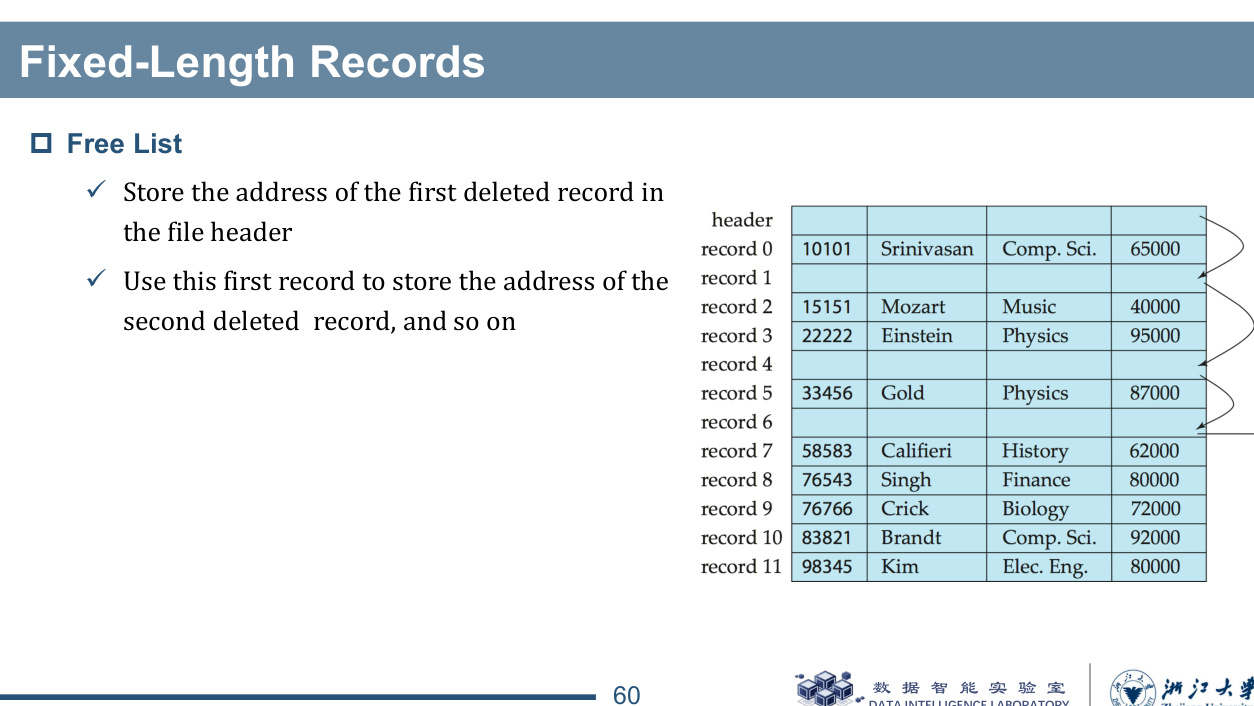 Fixed-Length Records
Free List
Store the address of the first deleted record in
the file header
Use this first record to store the address of the
second deleted record, and so on
header
record 0 10101 Srinivasan Comp. Sci. 65000
record 1
record 2 15151 Mozart Music 40000
record 3 22222 Einstein Physics 95000
record 4
record 5 33456 Gold Physics 87000
record 6
record 7 58583 Califieri History 62000
record 8 76543 Singh Finance 80000
record 9 76766 Crick Biology 72000
record 10 83821 Brandt Comp. Sci. 92000
record 11 98345 Kim Elec. Eng. 80000
60
数据智能实验室
DATA INTELLIGENCE LABORATORY
浙江大学